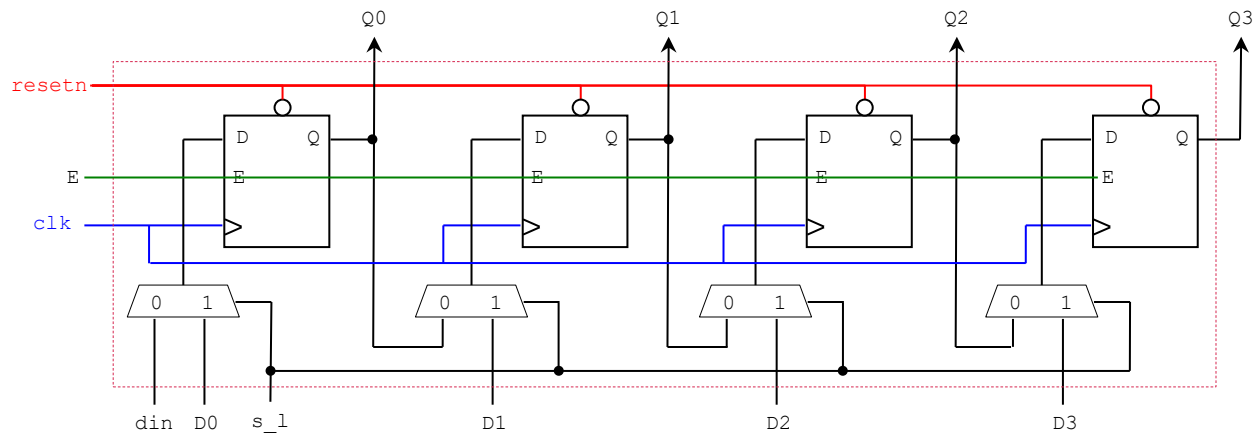 Q0 Q1 Q2 Q3
resetn
D Q D Q D Q D Q
E E E E E
clk
0 1 0 1 0 1 0 1
din D0 s_l D1 D2 D3